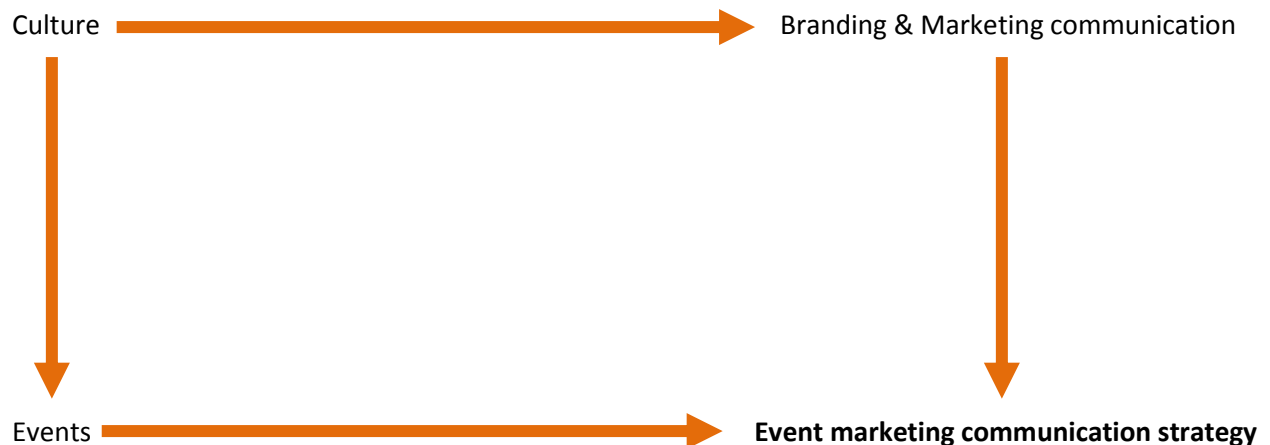 Culture
Branding & Marketing communication
Events
Event marketing communication strategy